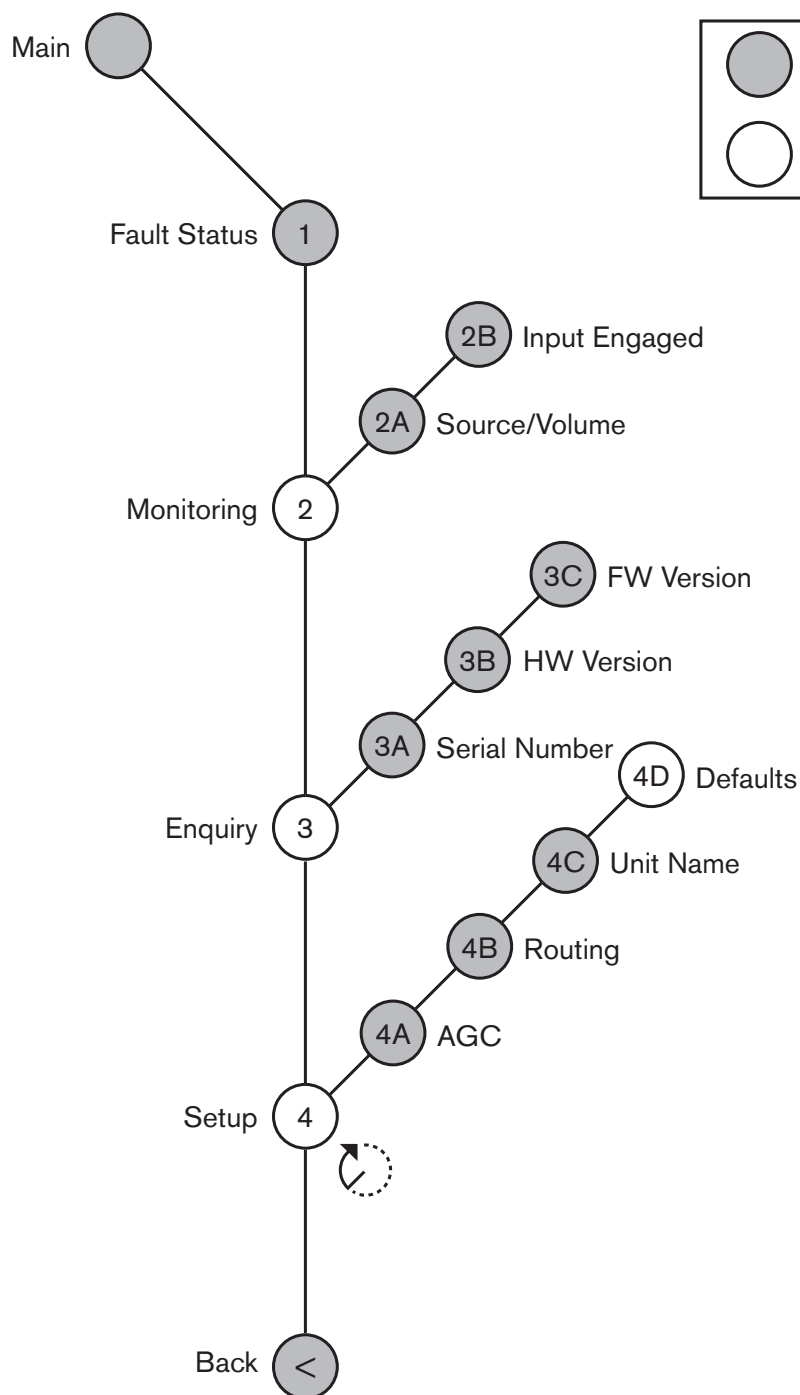 Main
Fault Status 1
2B Input Engaged
2A Source/Volume
Monitoring 2
3C FW Version
3B HW Version
3A Serial Number
4D Defaults
Enquiry 3
4C Unit Name
4B Routing
4A AGC
Setup 4
Back <